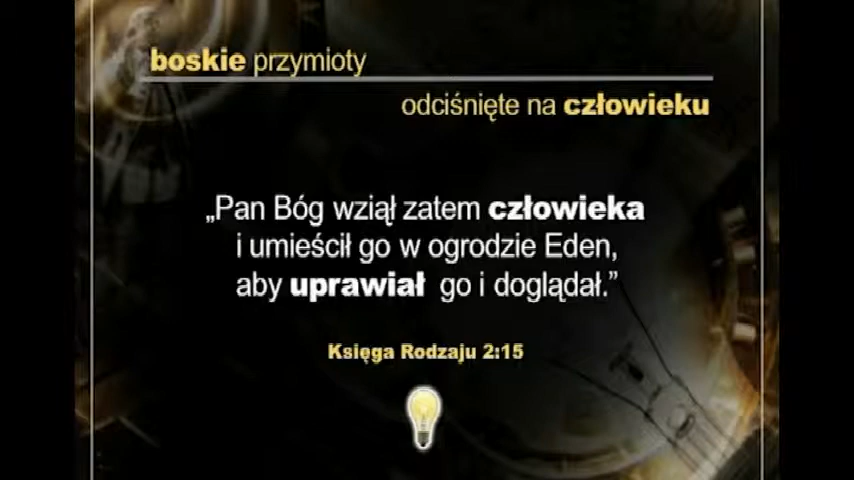 boskie przymioty
odciśnięte na człowieku
„Pan Bóg wziął zatem człowieka
i umieścił go w ogrodzie Eden,
aby uprawiał go i doglądał.”
Księga Rodzaju 2:15